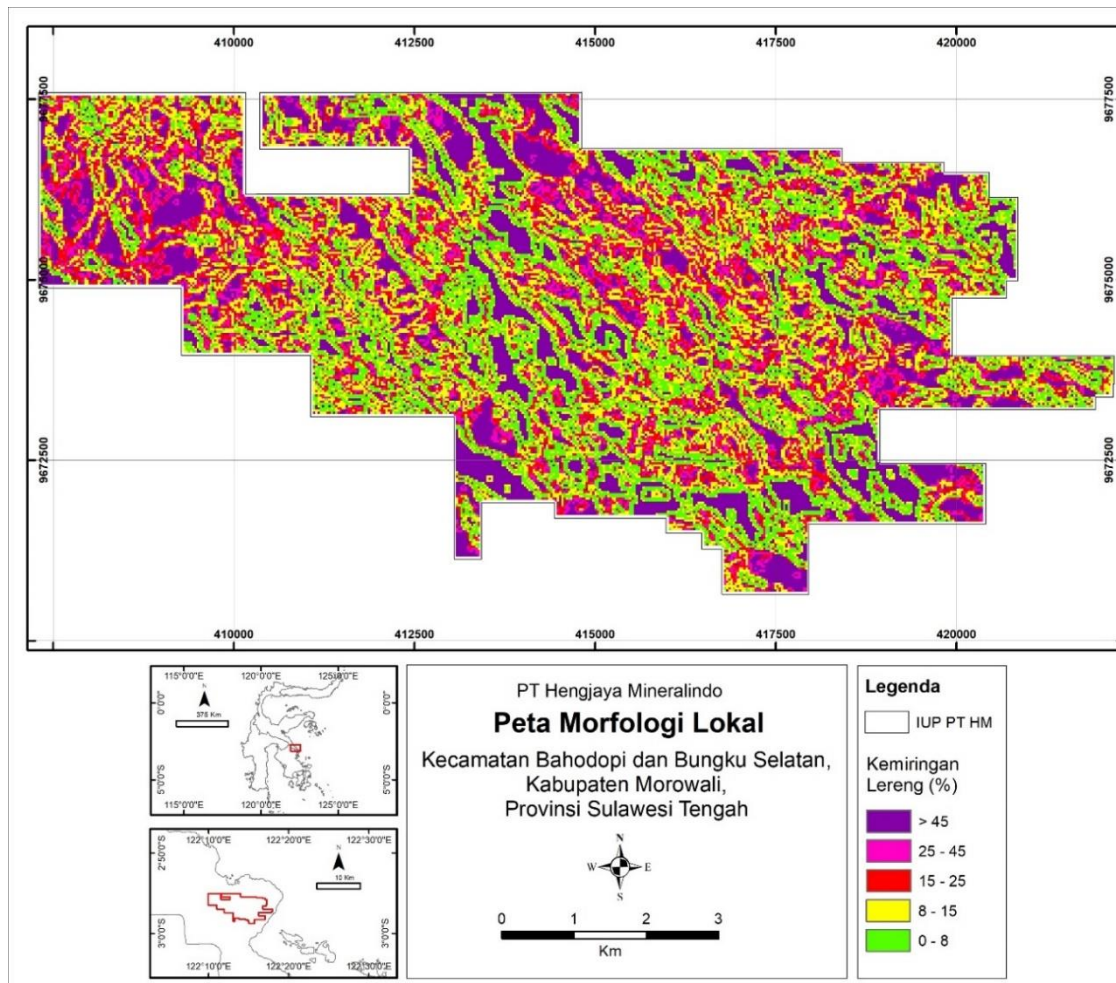 410000 412500 415000 417500 420000
9677500 9677500
9675000 9675000
9672500 9672500
410000 412500 415000 417500 420000
115°0'0"E 120°0'0"E 125°0'0"E
N
375 Km
0°0'0" 0°0'0"
5°0'0"S 5°0'0"S
115°0'0"E 120°0'0"E 125°0'0"E
122°10'0"E 122°20'0"E 122°30'0"E
2°50'0"S 2°50'0"S
N
10 Km
3°0'0"S 3°0'0"S
122°10'0"E 122°20'0"E 122°30'0"E
PT Hengjaya Mineralindo
Peta Morfologi Lokal
Kecamatan Bahodopi dan Bungku Selatan,
Kabupaten Morowali,
Provinsi Sulawesi Tengah
N
W E
S
0 1 2 3
Km
Legenda
IUP PT HM
Kemiringan
Lereng (%)
> 45
25 - 45
15 - 25
8 - 15
0 - 8